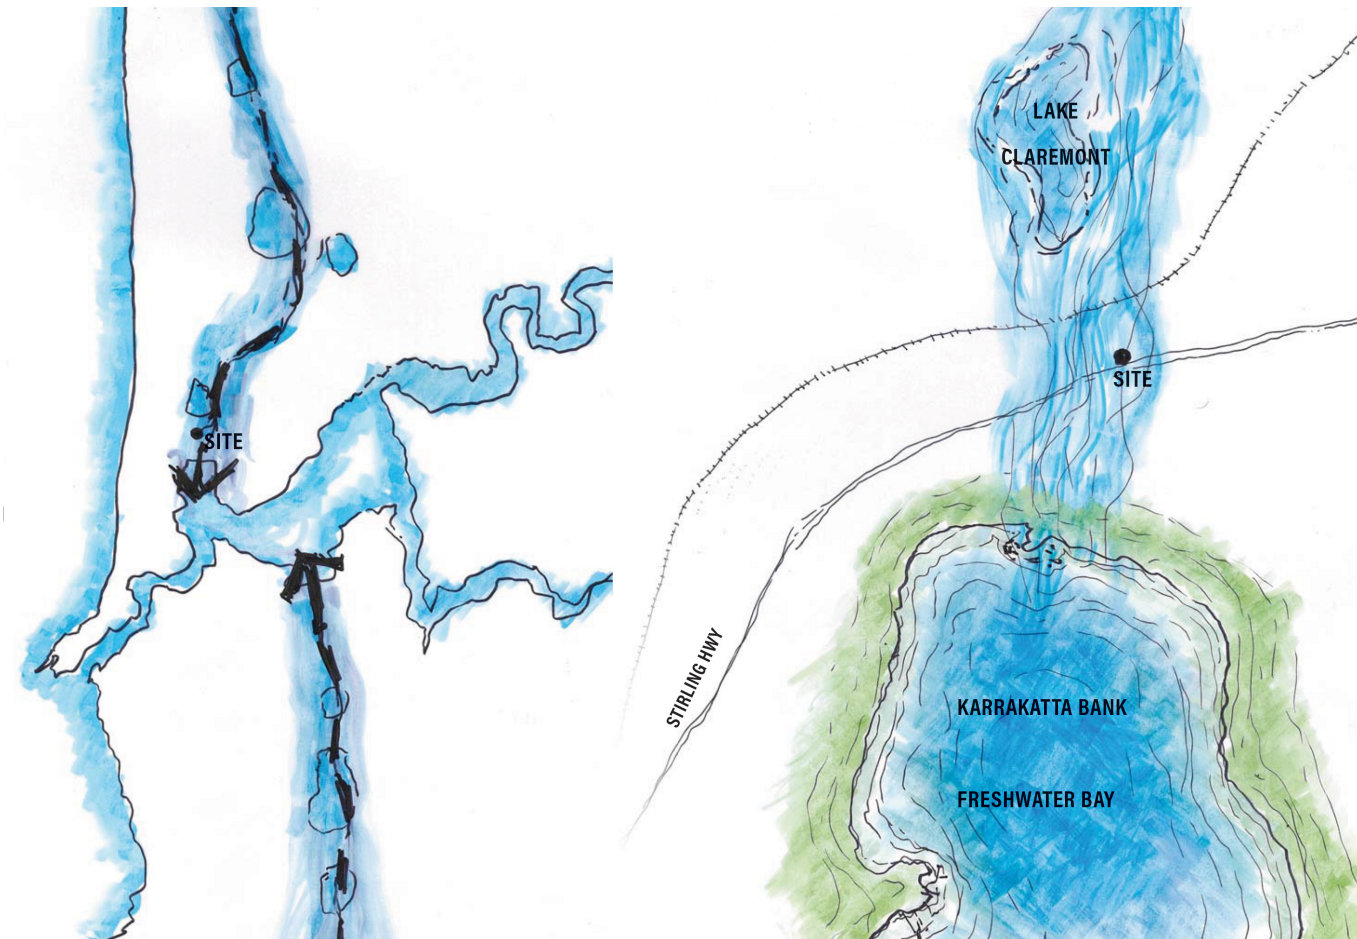 SITE
LAKE
CLAREMONT
SITE
STIRLING HWY
KARRAKATTA BANK
FRESHWATER BAY